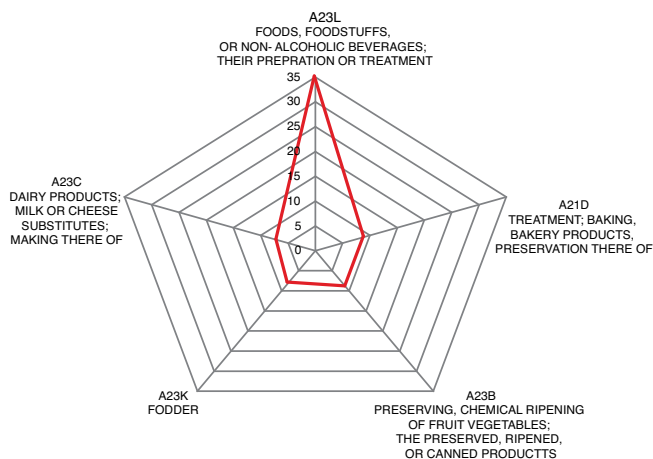 A23L
FOODS, FOODSTUFFS,
OR NON- ALCOHOLIC BEVERAGES;
THEIR PREPRATION OR TREATMENT
35
30
25
20
15
10
5
0
A23C
DAIRY PRODUCTS;
MILK OR CHEESE
SUBSTITUTES;
MAKING THERE OF
A21D
TREATMENT; BAKING,
BAKERY PRODUCTS,
PRESERVATION THERE OF
A23K
FODDER
A23B
PRESERVING, CHEMICAL RIPENING
OF FRUIT VEGETABLES;
THE PRESERVED, RIPENED,
OR CANNED PRODUCTTS